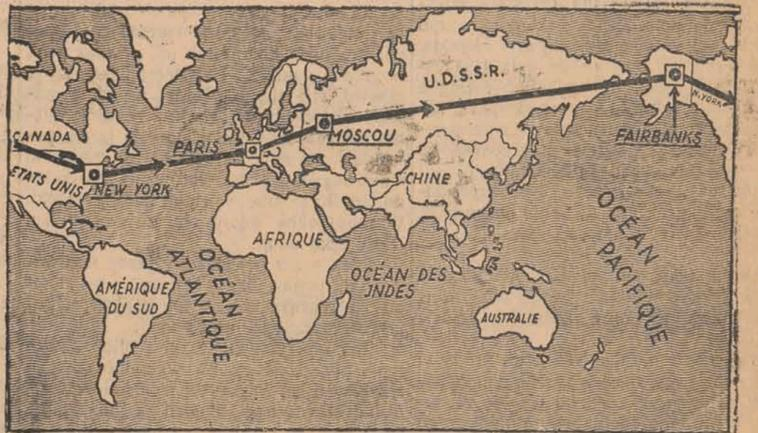 U.D.S.S.R.
N.YORK
CANADA
PARIS
MOSCOU
FAIRBANKS
ETATS UNIS
NEW YORK
CHINE
AFRIQUE
OCÉAN
PACIFIQUE
OCÉAN
ATLANTIQUE
OCÉAN DES
JNDES
AMÉRIQUE
DU SUD
AUSTRALIE